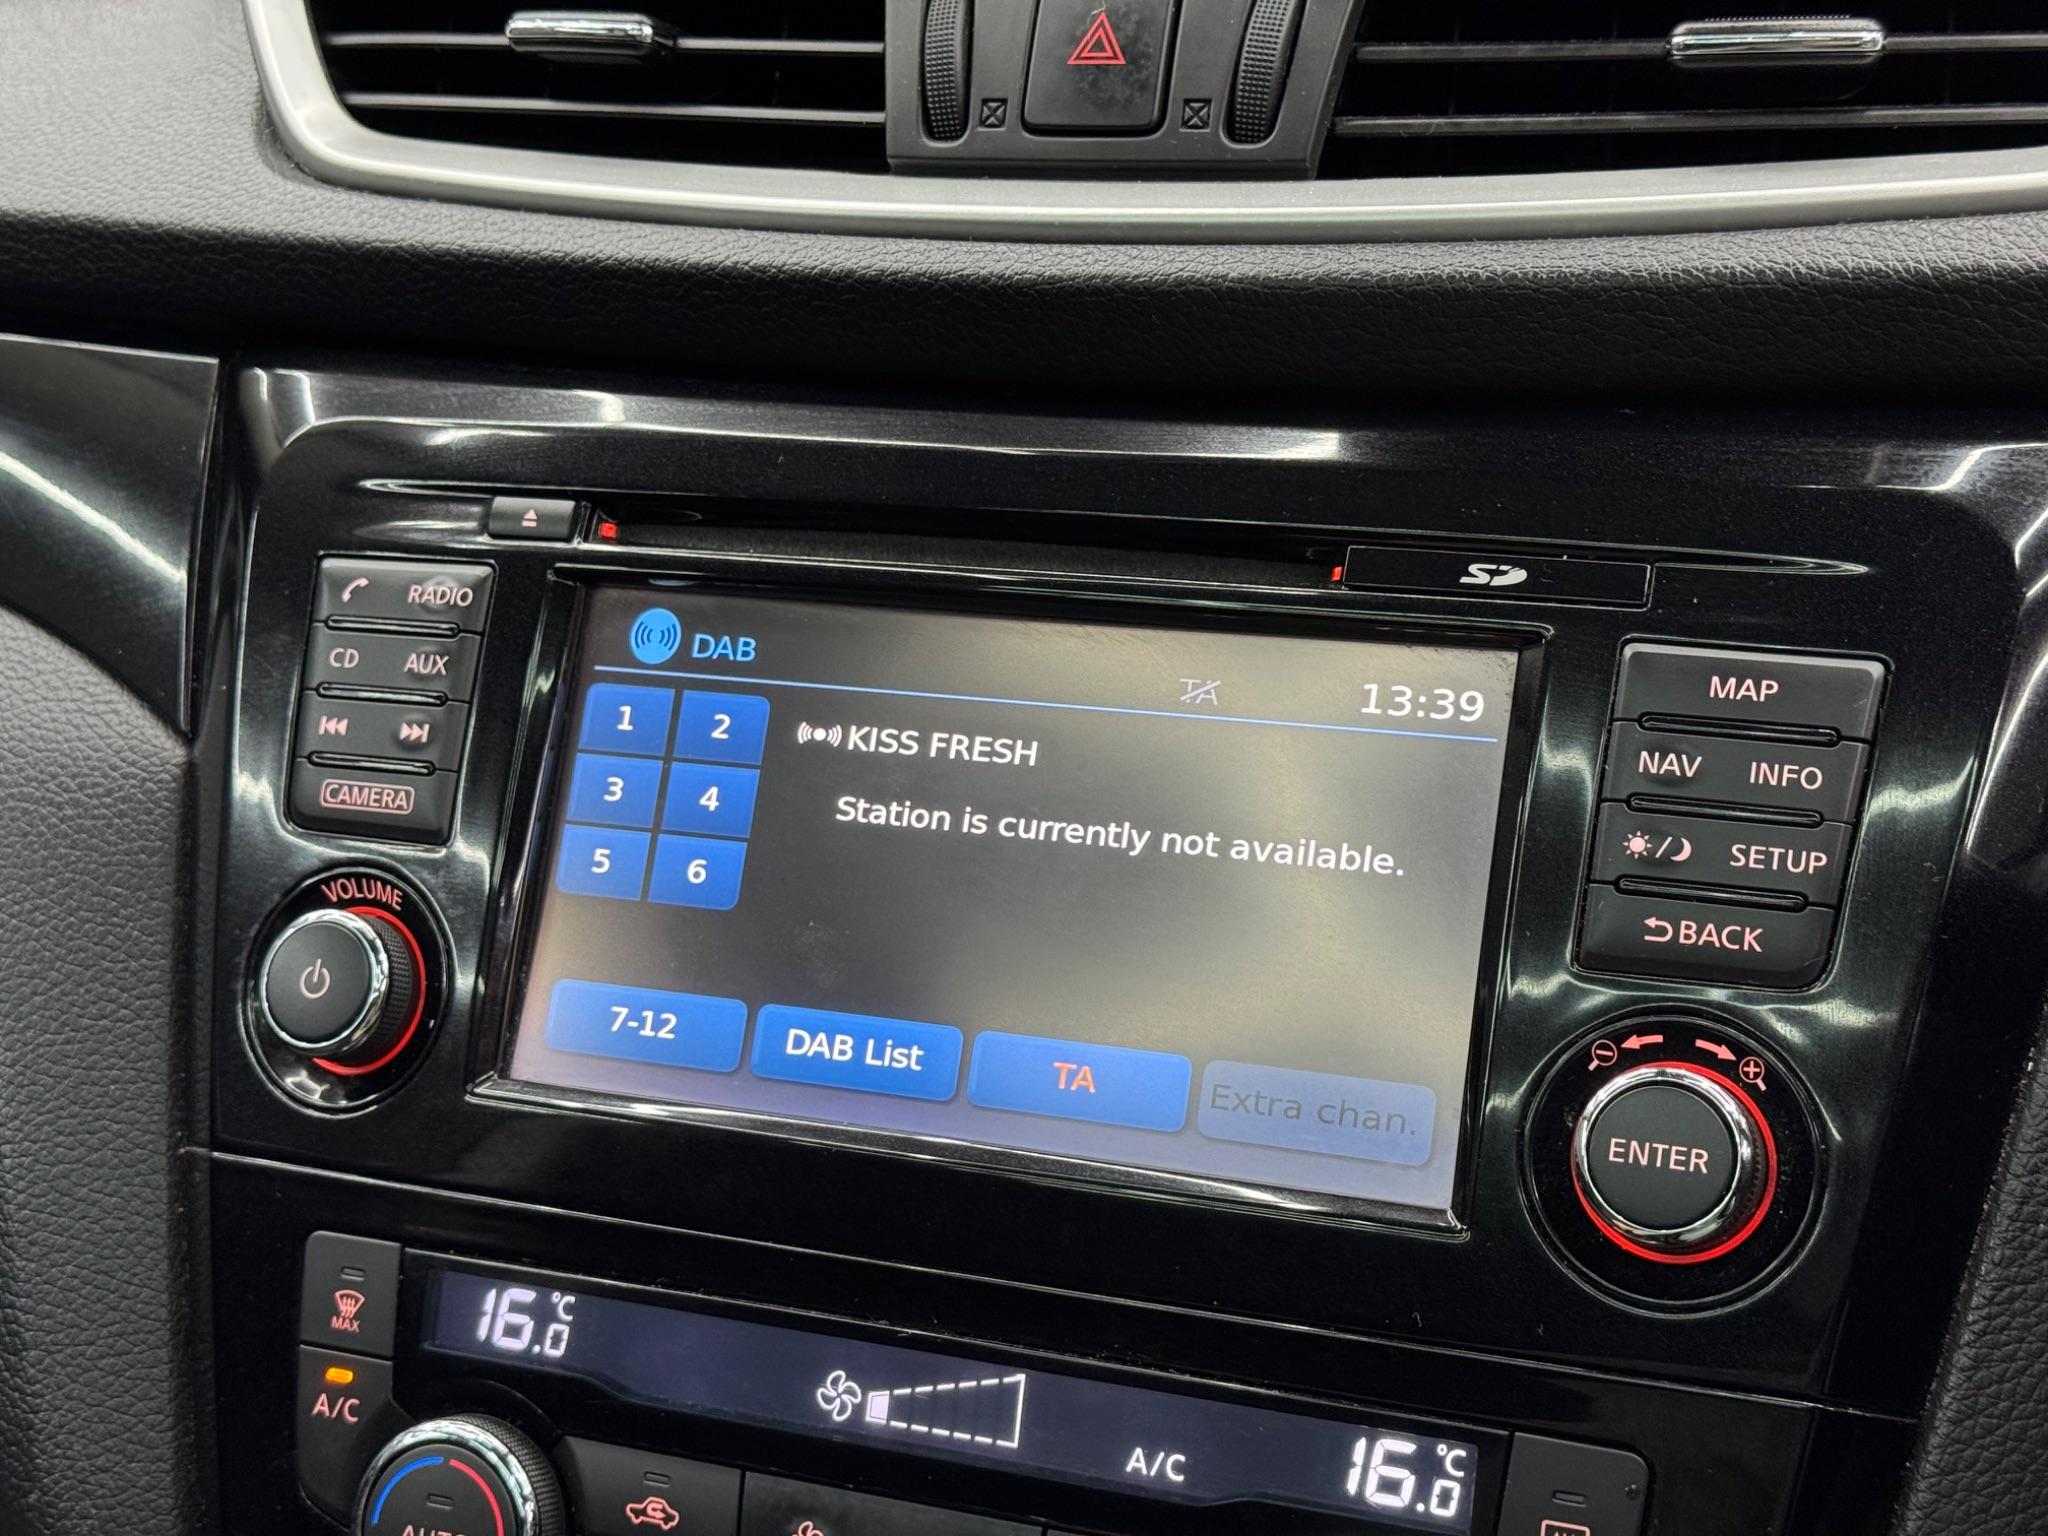 RADIO
CD AUX
CAMERA
VOLUME
SD
DAB
TA
13:39
1 2
3 4
5 6
KISS FRESH
Station is currently not available.
7-12
DAB List
TA
Extra chan.
MAP
NAV INFO
SETUP
BACK
ENTER
MAX
A/C
16.0 °C
A/C
16.0 °C
AUTO